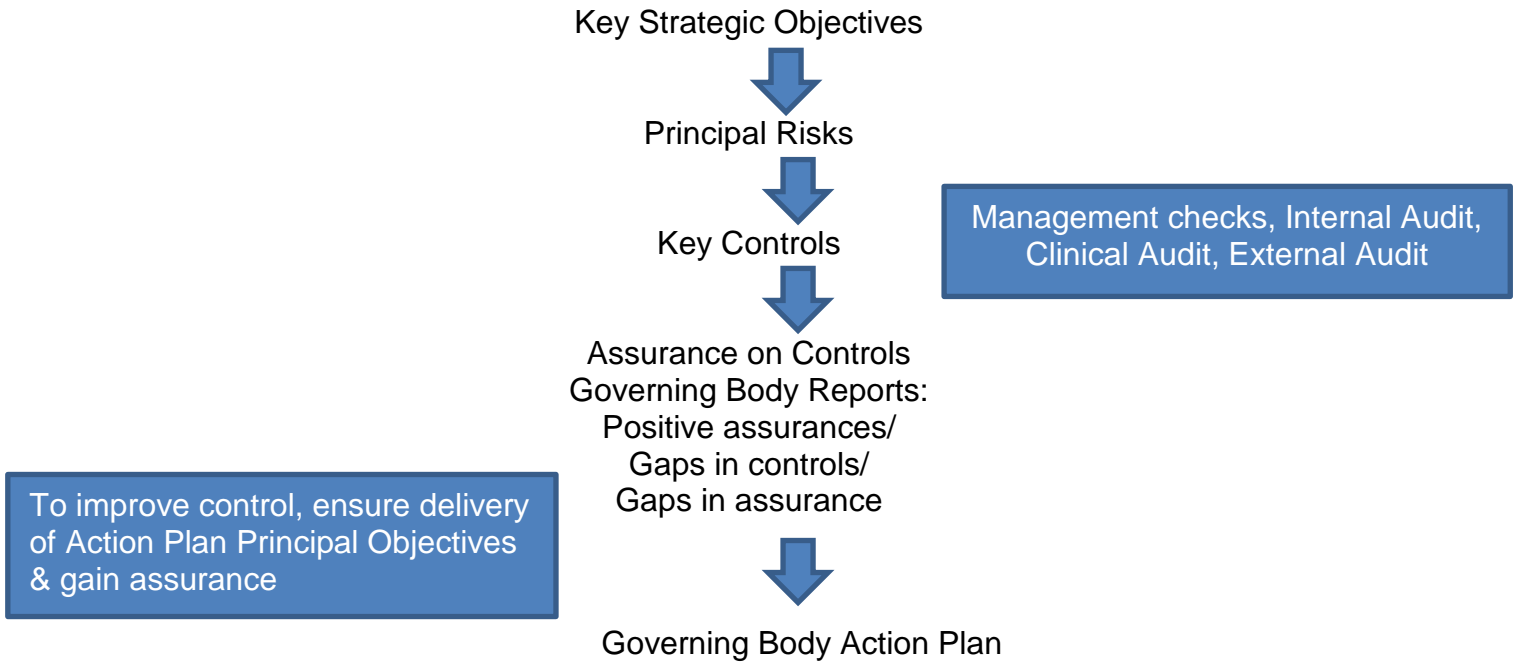 Key Strategic Objectives
Principal Risks
Key Controls
Management checks, Internal Audit,
Clinical Audit, External Audit
Assurance on Controls
Governing Body Reports:
Positive assurances/
Gaps in controls/
Gaps in assurance
To improve control, ensure delivery
of Action Plan Principal Objectives
& gain assurance
Governing Body Action Plan